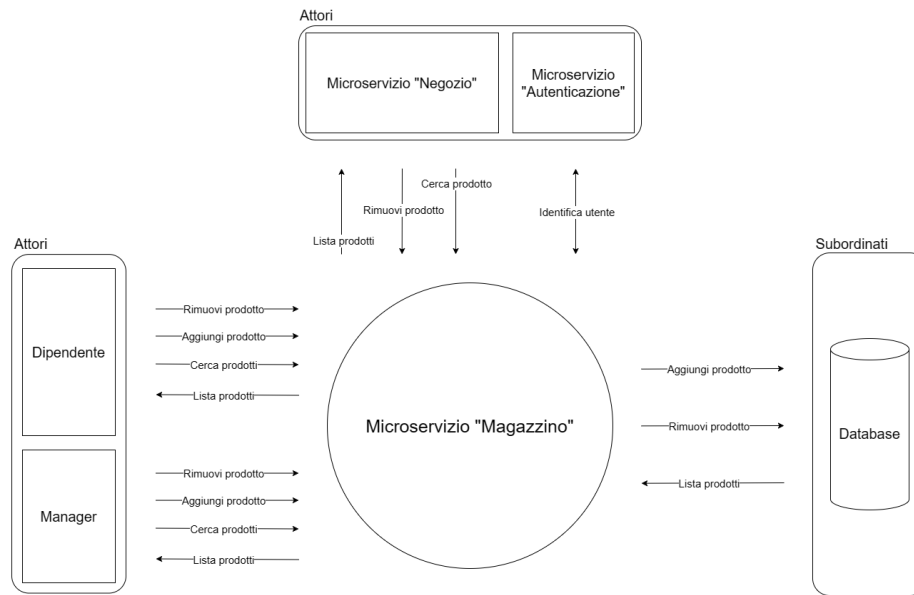 Attori
Microservizio "Negozio"
Microservizio
"Autenticazione"
Cerca prodotto
Rimuovi prodotto
Identifica utente
Lista prodotti
Attori
Subordinati
Dipendente
Rimuovi prodotto
Aggiungi prodotto
Cerca prodotti
Lista prodotti
Manager
Rimuovi prodotto
Aggiungi prodotto
Cerca prodotti
Lista prodotti
Microservizio "Magazzino"
Aggiungi prodotto
Rimuovi prodotto
Lista prodotti
Database